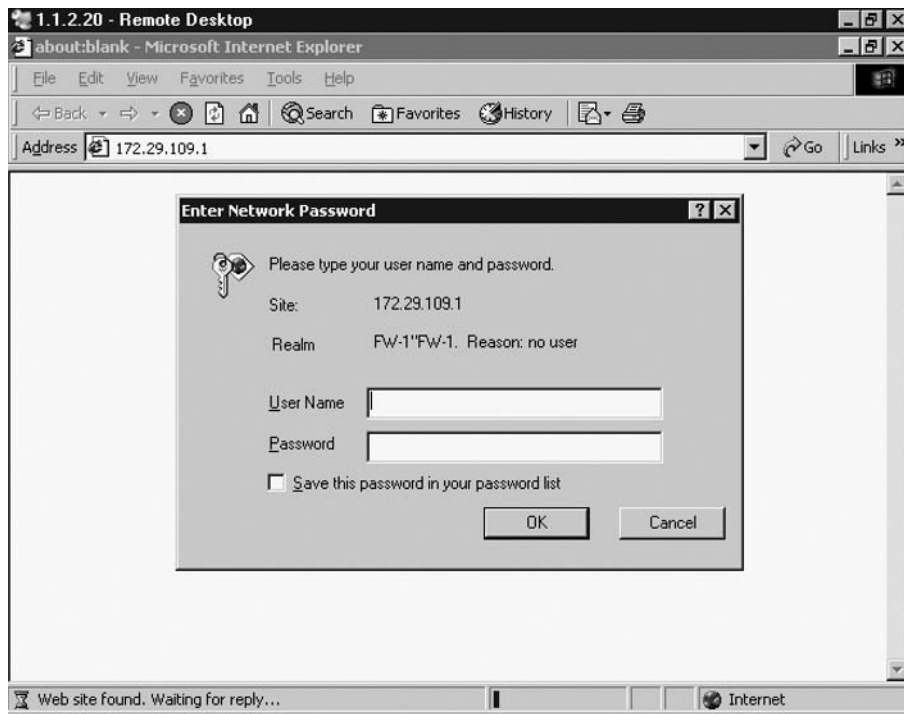 1.1.2.20 - Remote Desktop
about:blank - Microsoft Internet Explorer
File Edit View Favorites Tools Help
Back Search Favorites History
Address 172.29.109.1 Go Links »
Enter Network Password
Please type your user name and password.
Site: 172.29.109.1
Realm FW-1"FW-1. Reason: no user
User Name
Password
Save this password in your password list
OK Cancel
Web site found. Waiting for reply... Internet